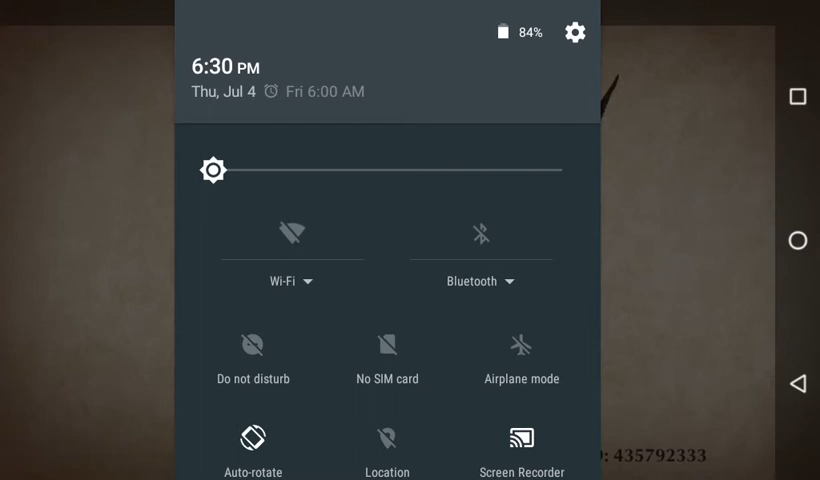 84%
6:30 PM
Thu, Jul 4 Fri 6:00 AM
Wi-Fi Bluetooth
Do not disturb No SIM card Airplane mode
Auto-rotate Location Screen Recorder
: 435792333